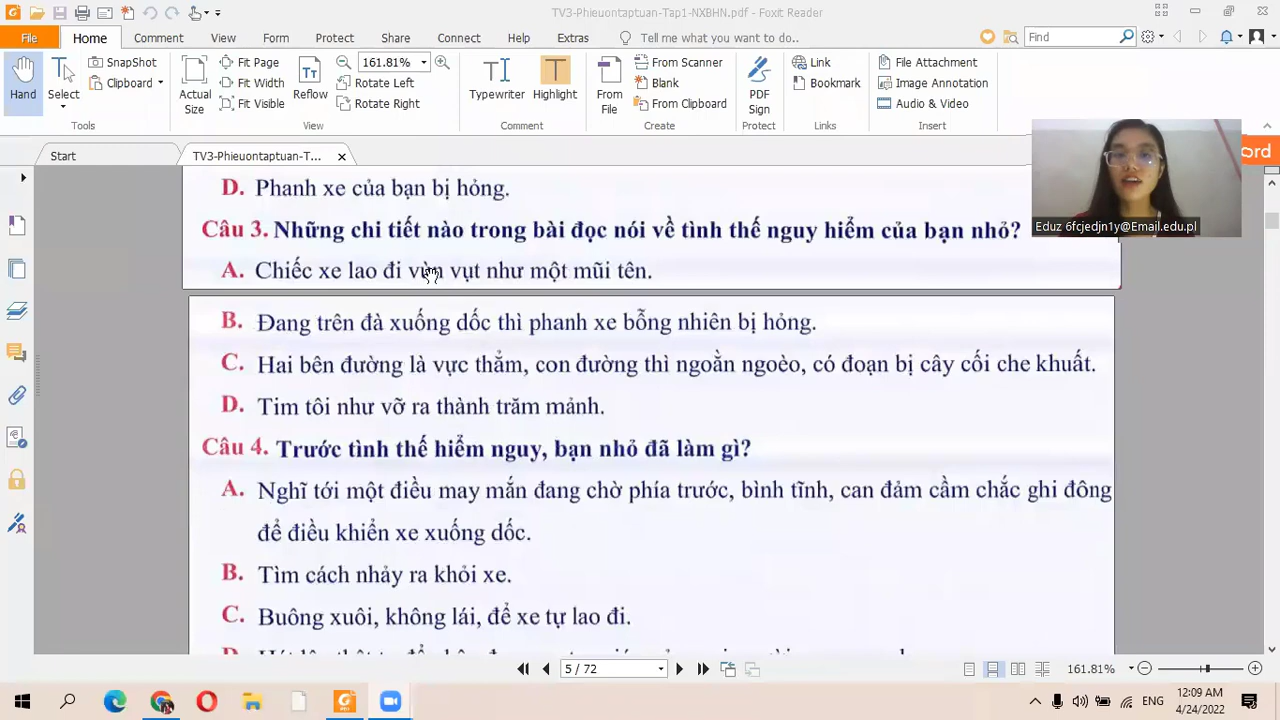 TV3-Phieuontaptuan-Tap1-NXBHN.pdf - Foxit Reader
File Home Comment View Form Protect Share Connect Help Extras Tell me what you want to do.. Find
Hand Select SnapShot Clipboard Actual Size Fit Page Fit Width Fit Visible Reflow 161.81% Rotate Left Rotate Right Typewriter Highlight From File From Scanner Blank From Clipboard PDF Sign Link Bookmark File Attachment Image Annotation Audio & Video
Tools View Comment Create Protect Links Insert
Start TV3-Phieuontaptuan-T... ord
D. Phanh xe của bạn bị hỏng.
Eduz 6fcjedjn1y@Email.edu.pl
Câu 3. Những chi tiết nào trong bài đọc nói về tình thế nguy hiểm của bạn nhỏ?
A. Chiếc xe lao đi vùn vụt như một mũi tên.
B. Đang trên đà xuống dốc thì phanh xe bỗng nhiên bị hỏng.
C. Hai bên đường là vực thẳm, con đường thì ngoằn ngoèo, có đoạn bị cây cối che khuất.
D. Tim tôi như vỡ ra thành trăm mảnh.
Câu 4. Trước tình thế hiểm nguy, bạn nhỏ đã làm gì?
A. Nghĩ tới một điều may mắn đang chờ phía trước, bình tĩnh, can đảm cầm chắc ghi đông
để điều khiển xe xuống dốc.
B. Tìm cách nhảy ra khỏi xe.
C. Buông xuôi, không lái, để xe tự lao đi.
5 / 72 161.81%
ENG 12:09 AM
4/24/2022